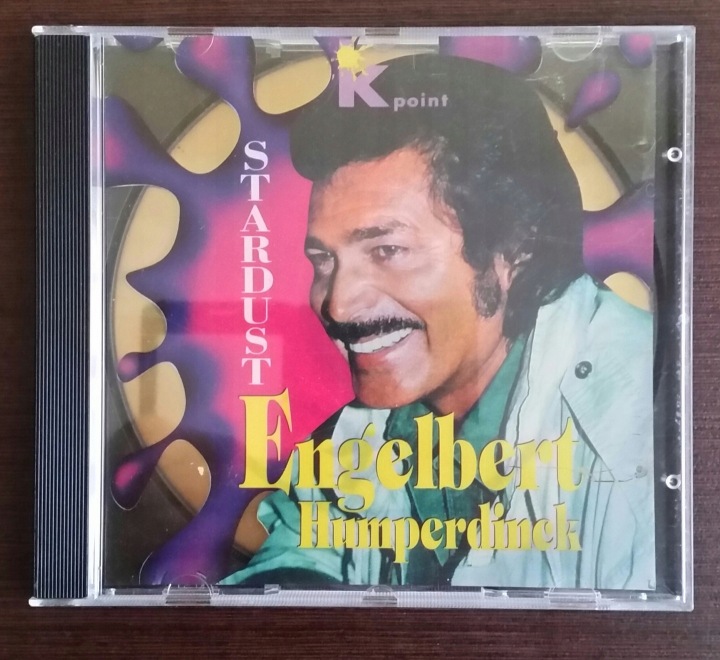 K point
STARDUST
Engelbert
Humperdinck